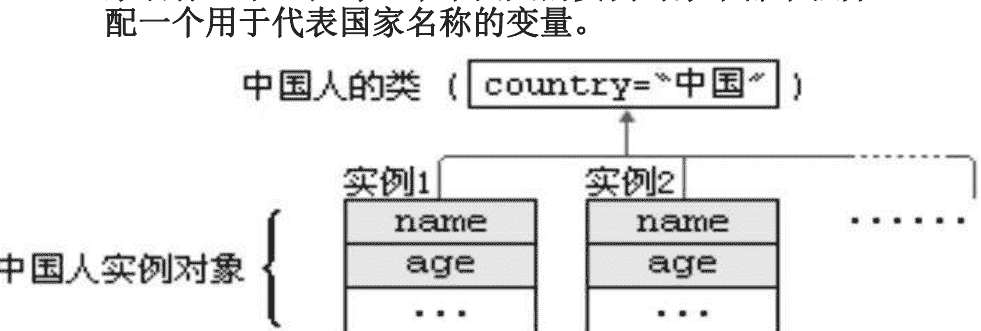 配一个用于代表国家名称的变量。
中国人的类 ( country=〝中国〞 )
实例1 实例2
name name ······
age age
中国人实例对象
··· ···